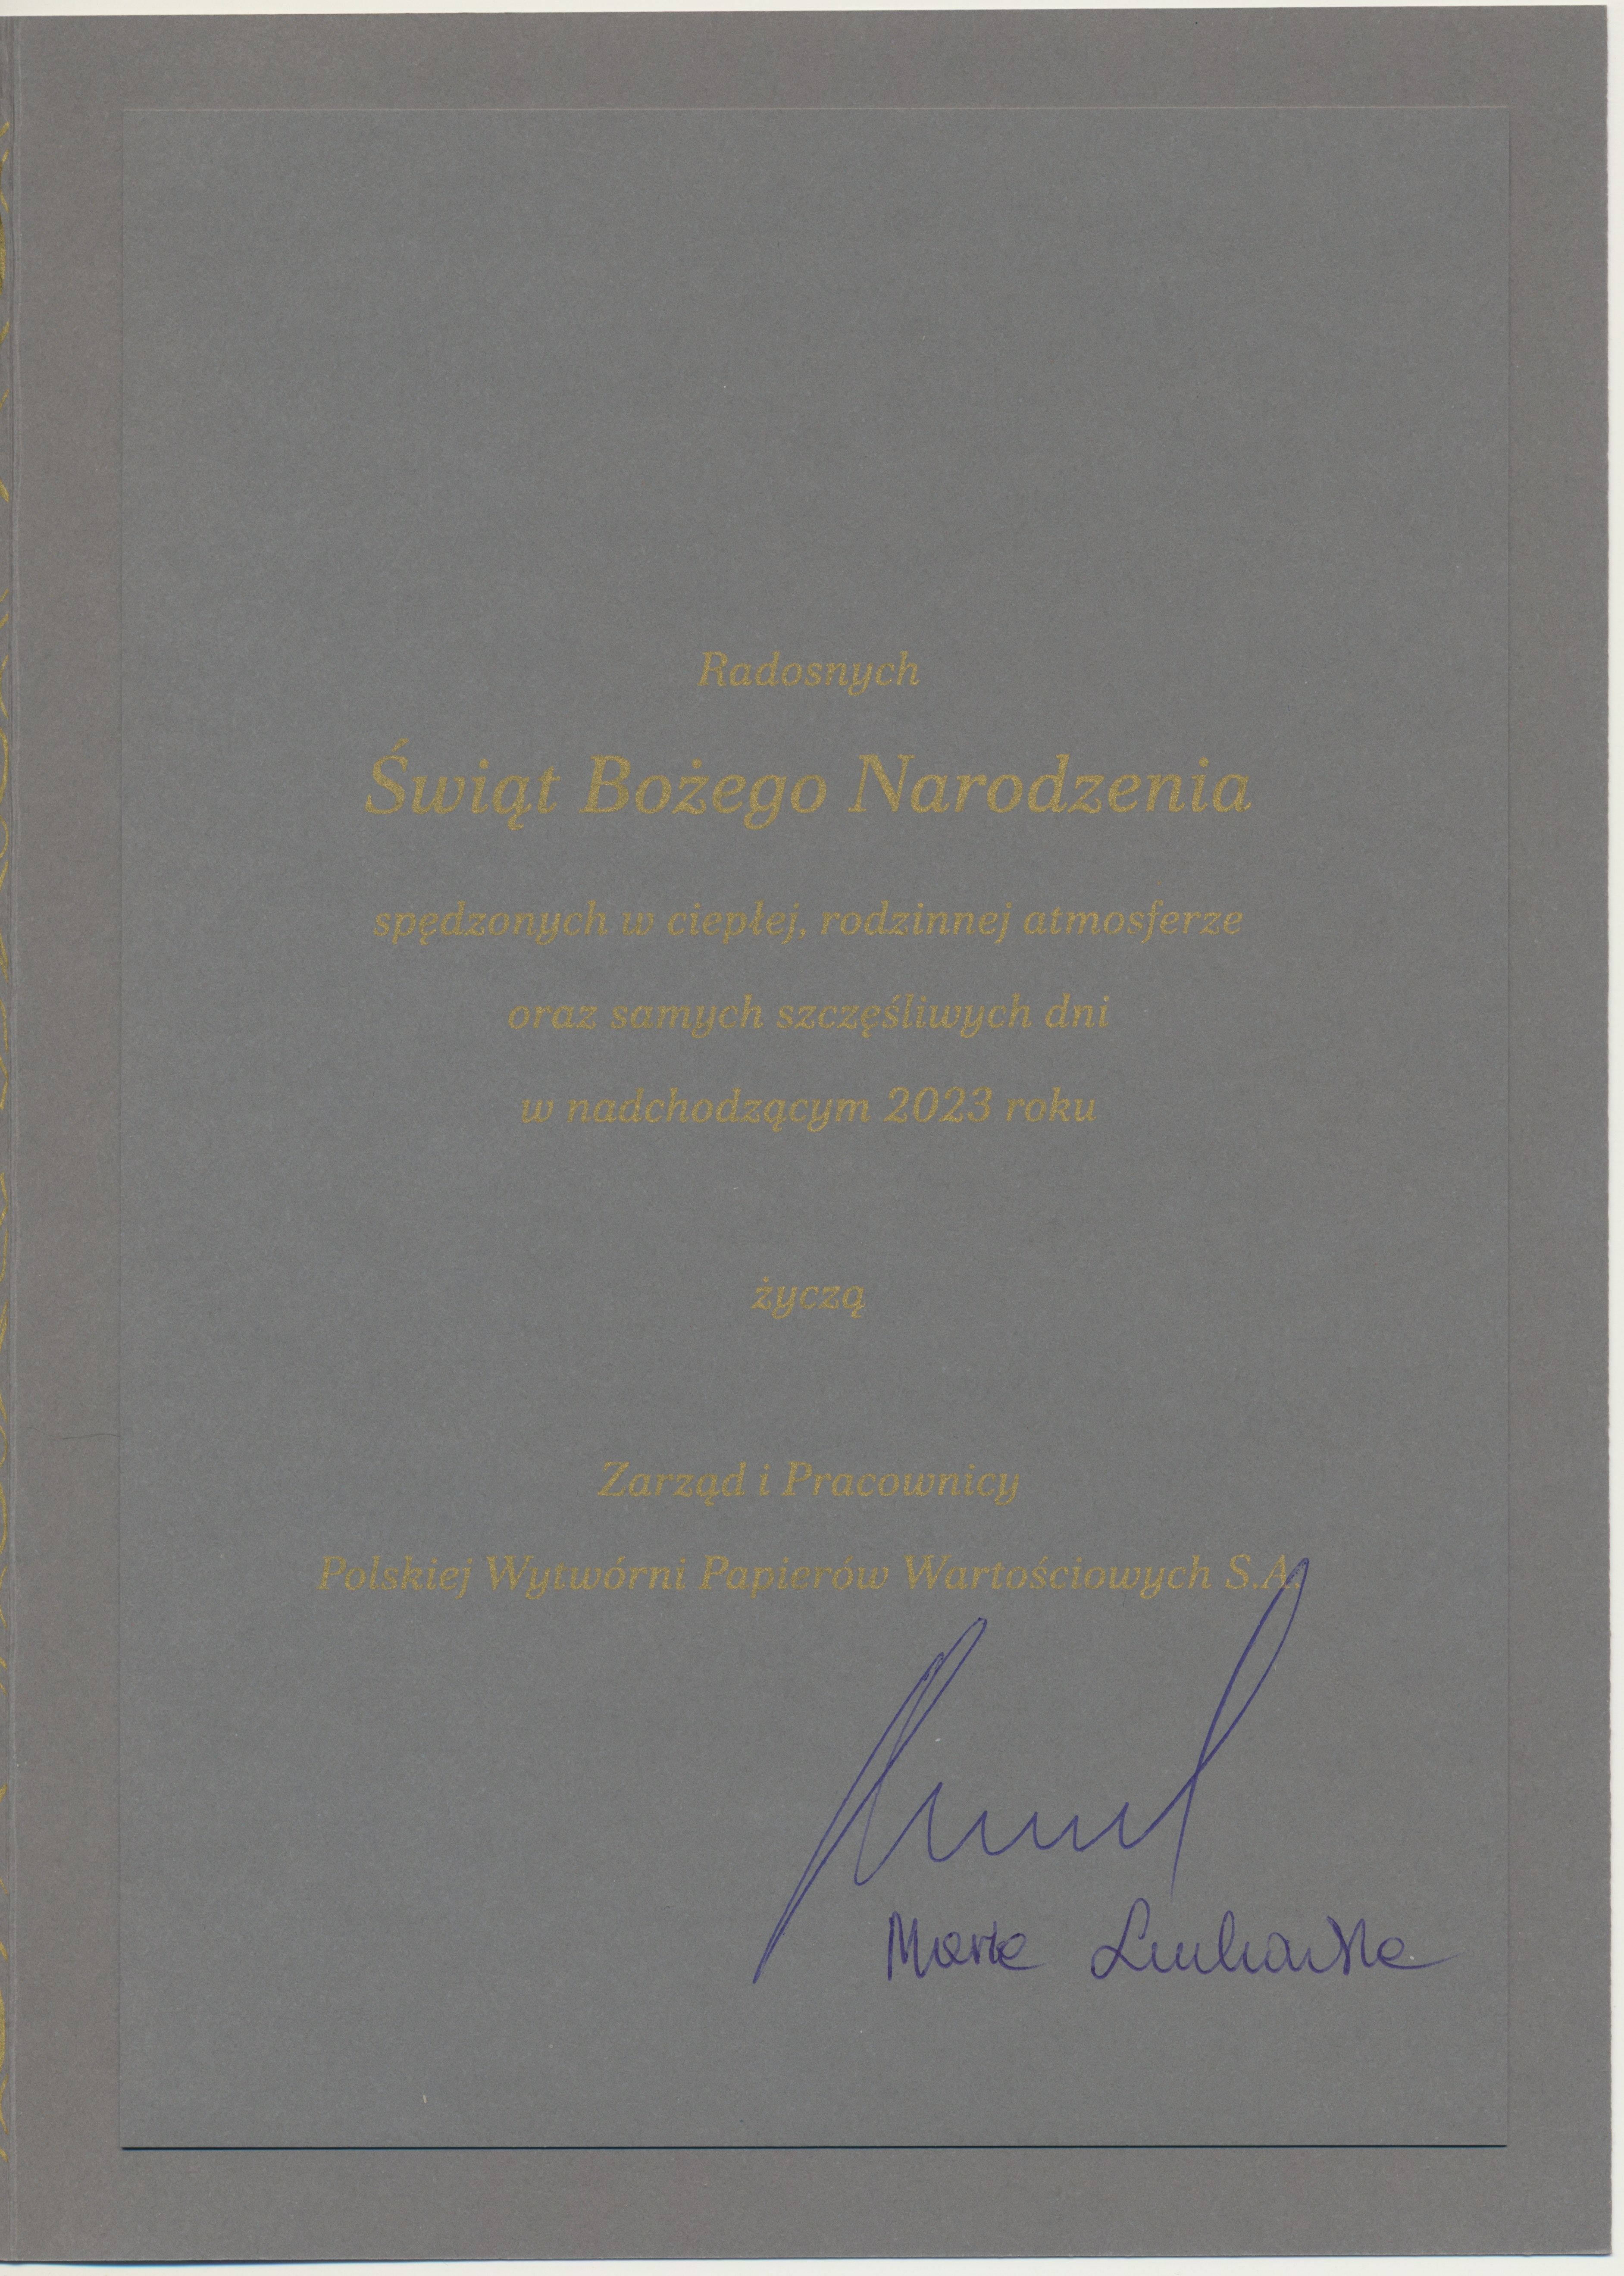 Radosnych
Świąt Bożego Narodzenia
spędzonych w ciepłej, rodzinnej atmosferze
oraz samych szczęśliwych dni
w nadchodzącym 2023 roku
życzą
Zarząd i Pracownicy
Polskiej Wytwórni Papierów Wartościowych S.A.